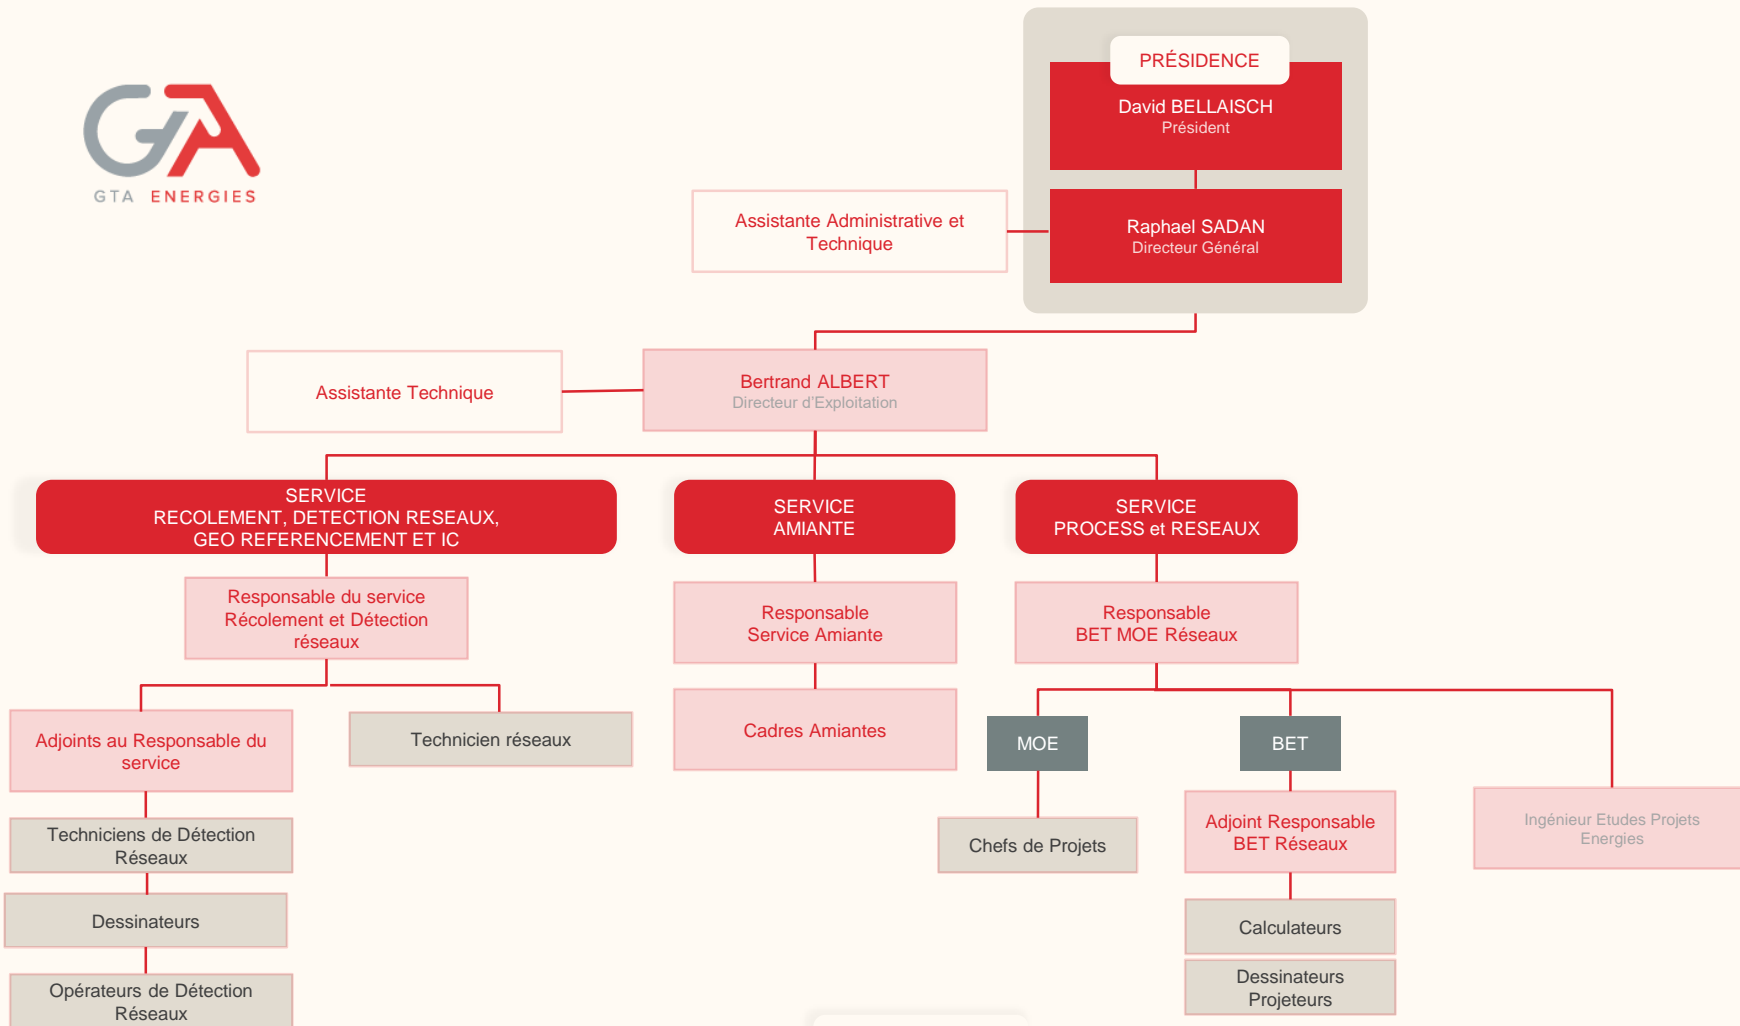 PRÉSIDENCE
David BELLAISCH
Président
GTA ENERGIES
Assistante Administrative et
Technique
Raphael SADAN
Directeur Général
Assistante Technique
Bertrand ALBERT
Directeur d'Exploitation
SERVICE
RECOLEMENT, DETECTION RESEAUX,
GEO REFERENCEMENT ET IC
SERVICE
AMIANTE
SERVICE
PROCESS et RESEAUX
Responsable du service
Récolement et Détection
réseaux
Responsable
Service Amiante
Responsable
BET MOE Réseaux
Adjoints au Responsable du
service
Technicien réseaux
Cadres Amiantes
MOE
BET
Techniciens de Détection
Réseaux
Chefs de Projets
Adjoint Responsable
BET Réseaux
Ingénieur Etudes Projets
Energies
Dessinateurs
Calculateurs
Opérateurs de Détection
Réseaux
Dessinateurs
Projeteurs